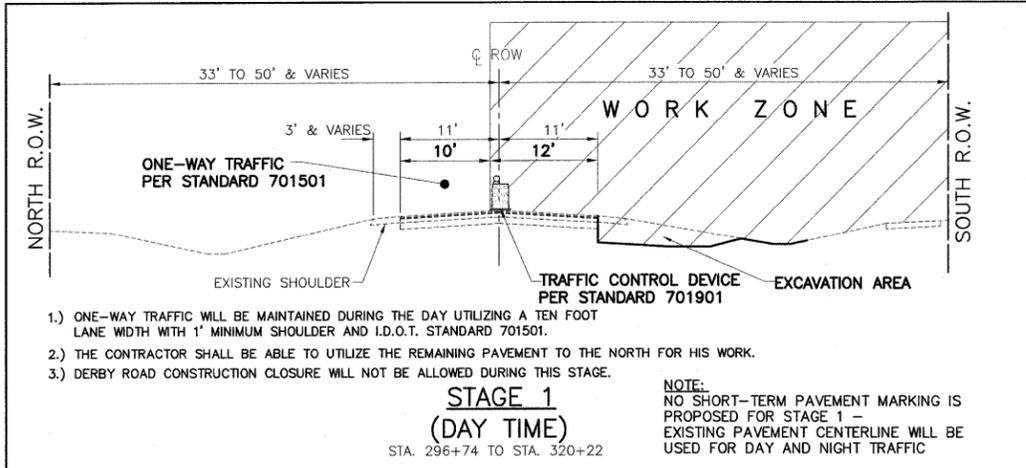 ℄ ROW
33' TO 50' & VARIES
33' TO 50' & VARIES
WORK ZONE
3' & VARIES
11'
11'
10'
12'
NORTH R.O.W.
SOUTH R.O.W.
ONE-WAY TRAFFIC
PER STANDARD 701501
EXISTING SHOULDER
TRAFFIC CONTROL DEVICE
PER STANDARD 701901
EXCAVATION AREA
1.) ONE-WAY TRAFFIC WILL BE MAINTAINED DURING THE DAY UTILIZING A TEN FOOT
LANE WIDTH WITH 1' MINIMUM SHOULDER AND I.D.O.T. STANDARD 701501.
2.) THE CONTRACTOR SHALL BE ABLE TO UTILIZE THE REMAINING PAVEMENT TO THE NORTH FOR HIS WORK.
3.) DERBY ROAD CONSTRUCTION CLOSURE WILL NOT BE ALLOWED DURING THIS STAGE.
STAGE 1
(DAY TIME)
STA. 296+74 TO STA. 320+22
NOTE:
NO SHORT-TERM PAVEMENT MARKING IS
PROPOSED FOR STAGE 1 -
EXISTING PAVEMENT CENTERLINE WILL BE
USED FOR DAY AND NIGHT TRAFFIC